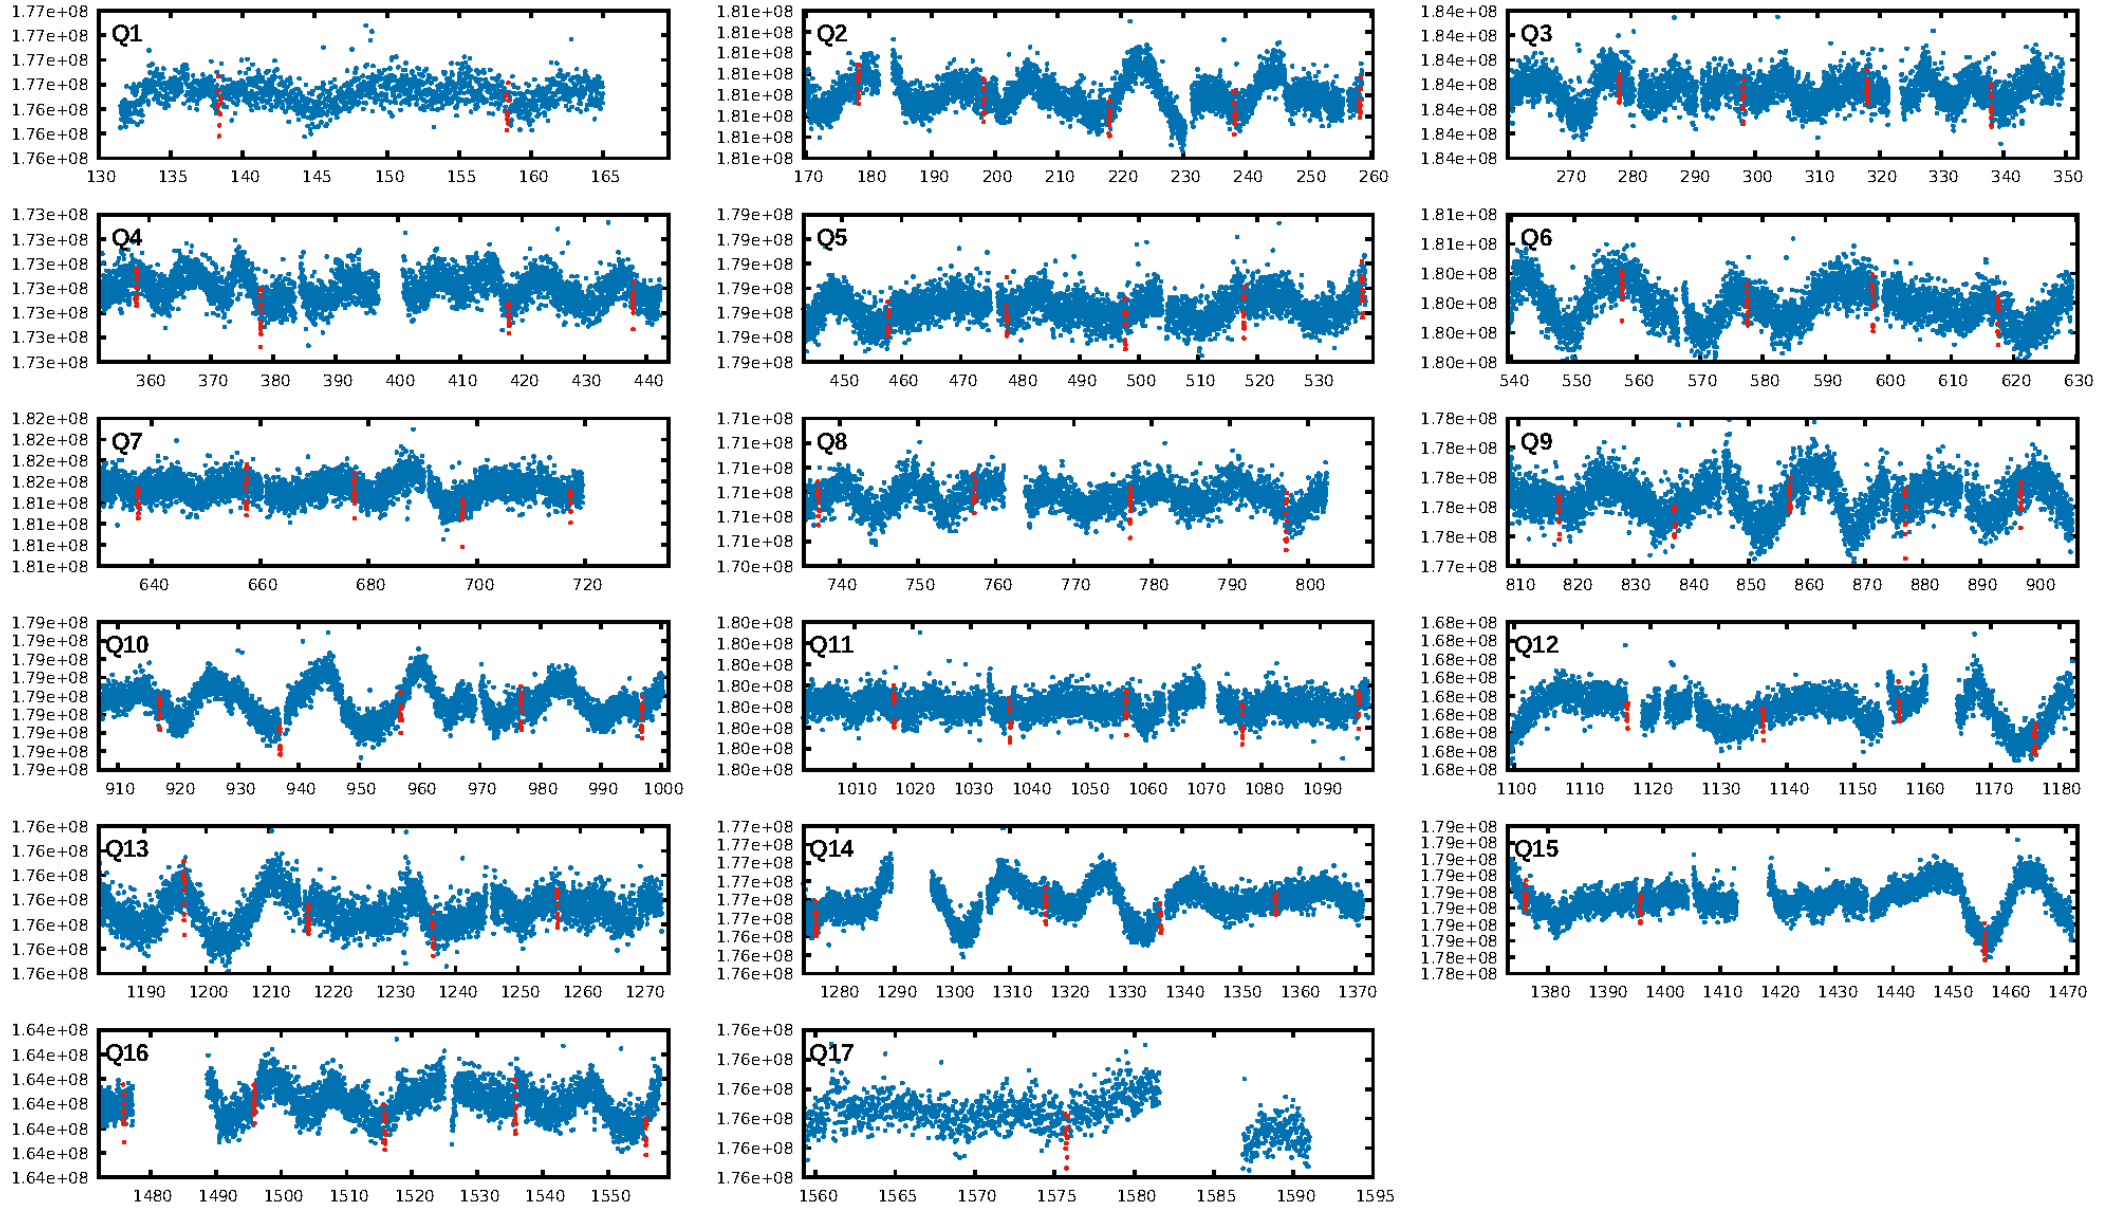 1.77e+08 1.77e+08 1.77e+08 1.77e+08 1.76e+08 1.76e+08 1.76e+08
Q1
130 135 140 145 150 155 160 165
1.81e+08 1.81e+08 1.81e+08 1.81e+08 1.81e+08 1.81e+08 1.81e+08 1.81e+08
Q2
170 180 190 200 210 220 230 240 250 260
1.84e+08 1.84e+08 1.84e+08 1.84e+08 1.84e+08 1.84e+08 1.84e+08
Q3
270 280 290 300 310 320 330 340 350
1.73e+08 1.73e+08 1.73e+08 1.73e+08 1.73e+08 1.73e+08 1.73e+08
Q4
360 370 380 390 400 410 420 430 440
1.79e+08 1.79e+08 1.79e+08 1.79e+08 1.79e+08 1.79e+08 1.79e+08
Q5
450 460 470 480 490 500 510 520 530
1.81e+08 1.81e+08 1.80e+08 1.80e+08 1.80e+08 1.80e+08
Q6
540 550 560 570 580 590 600 610 620 630
1.82e+08 1.82e+08 1.82e+08 1.82e+08 1.81e+08 1.81e+08 1.81e+08 1.81e+08
Q7
640 660 680 700 720
1.71e+08 1.71e+08 1.71e+08 1.71e+08 1.71e+08 1.71e+08 1.70e+08
Q8
740 750 760 770 780 790 800
1.78e+08 1.78e+08 1.78e+08 1.78e+08 1.78e+08 1.77e+08
Q9
810 820 830 840 850 860 870 880 890 900
1.79e+08 1.79e+08 1.79e+08 1.79e+08 1.79e+08 1.79e+08 1.79e+08 1.79e+08 1.79e+08
Q10
910 920 930 940 950 960 970 980 990 1000
1.80e+08 1.80e+08 1.80e+08 1.80e+08 1.80e+08 1.80e+08 1.80e+08 1.80e+08
Q11
1010 1020 1030 1040 1050 1060 1070 1080 1090
1.68e+08 1.68e+08 1.68e+08 1.68e+08 1.68e+08 1.68e+08 1.68e+08 1.68e+08 1.68e+08
Q12
1100 1110 1120 1130 1140 1150 1160 1170 1180
1.76e+08 1.76e+08 1.76e+08 1.76e+08 1.76e+08 1.76e+08 1.76e+08
Q13
1190 1200 1210 1220 1230 1240 1250 1260 1270
1.77e+08 1.77e+08 1.77e+08 1.77e+08 1.77e+08 1.77e+08 1.76e+08 1.76e+08 1.76e+08
Q14
1280 1290 1300 1310 1320 1330 1340 1350 1360 1370
1.79e+08 1.79e+08 1.79e+08 1.79e+08 1.79e+08 1.79e+08 1.79e+08 1.78e+08 1.78e+08
Q15
1380 1390 1400 1410 1420 1430 1440 1450 1460 1470
1.64e+08 1.64e+08 1.64e+08 1.64e+08 1.64e+08 1.64e+08 1.64e+08
Q16
1480 1490 1500 1510 1520 1530 1540 1550
1.76e+08 1.76e+08 1.76e+08 1.76e+08 1.76e+08 1.76e+08
Q17
1560 1565 1570 1575 1580 1585 1590 1595